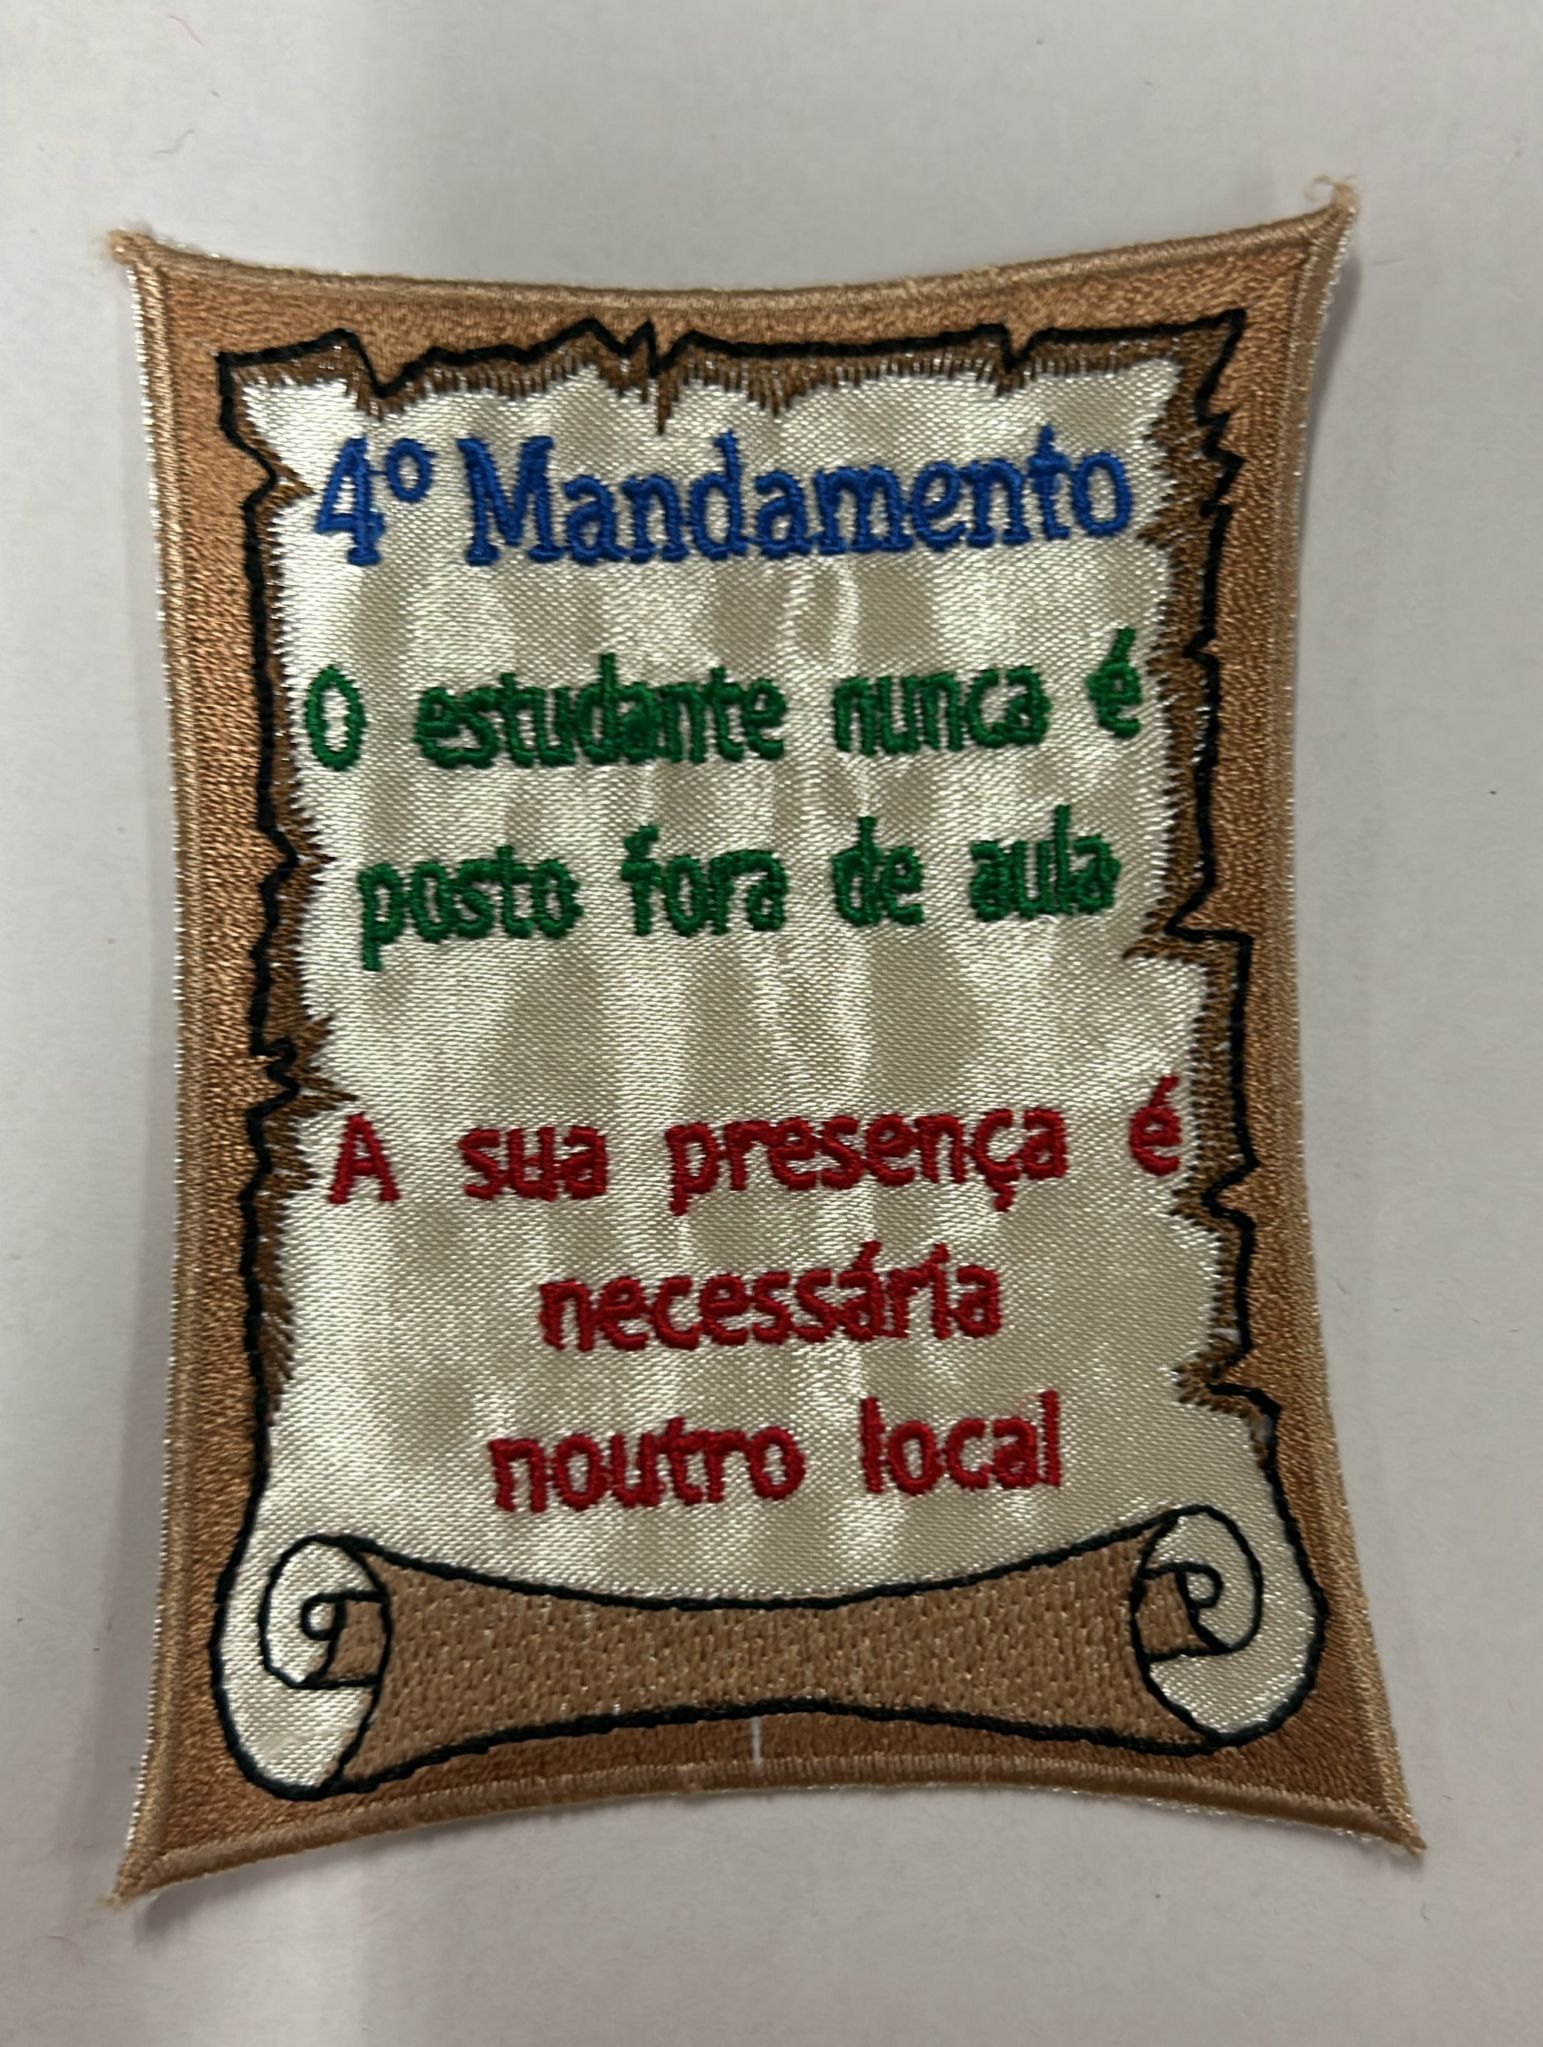 4º Mandamento
O estudante nunca é
posto fora de aula
A sua presença é
necessária
noutro local